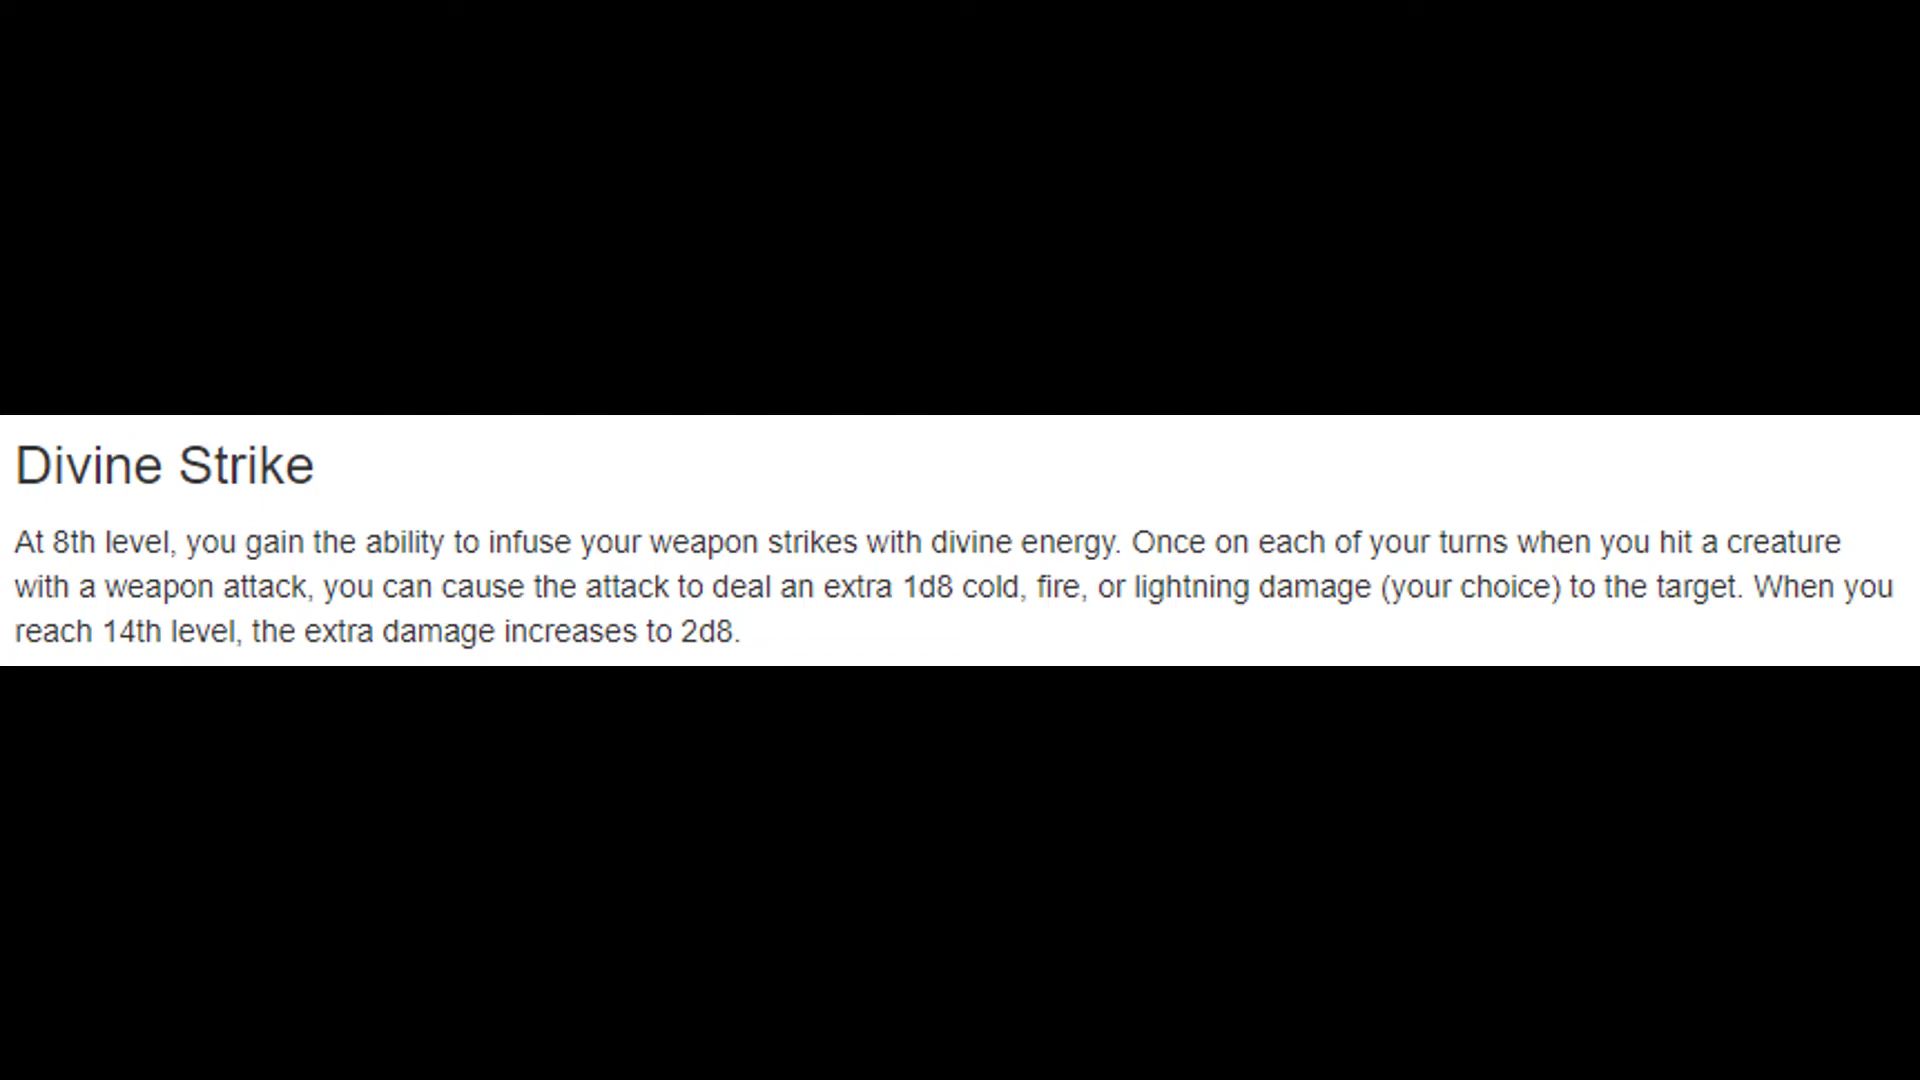 Divine Strike
At 8th level, you gain the ability to infuse your weapon strikes with divine energy. Once on each of your turns when you hit a creature
with a weapon attack, you can cause the attack to deal an extra 1d8 cold, fire, or lightning damage (your choice) to the target. When you
reach 14th level, the extra damage increases to 2d8.